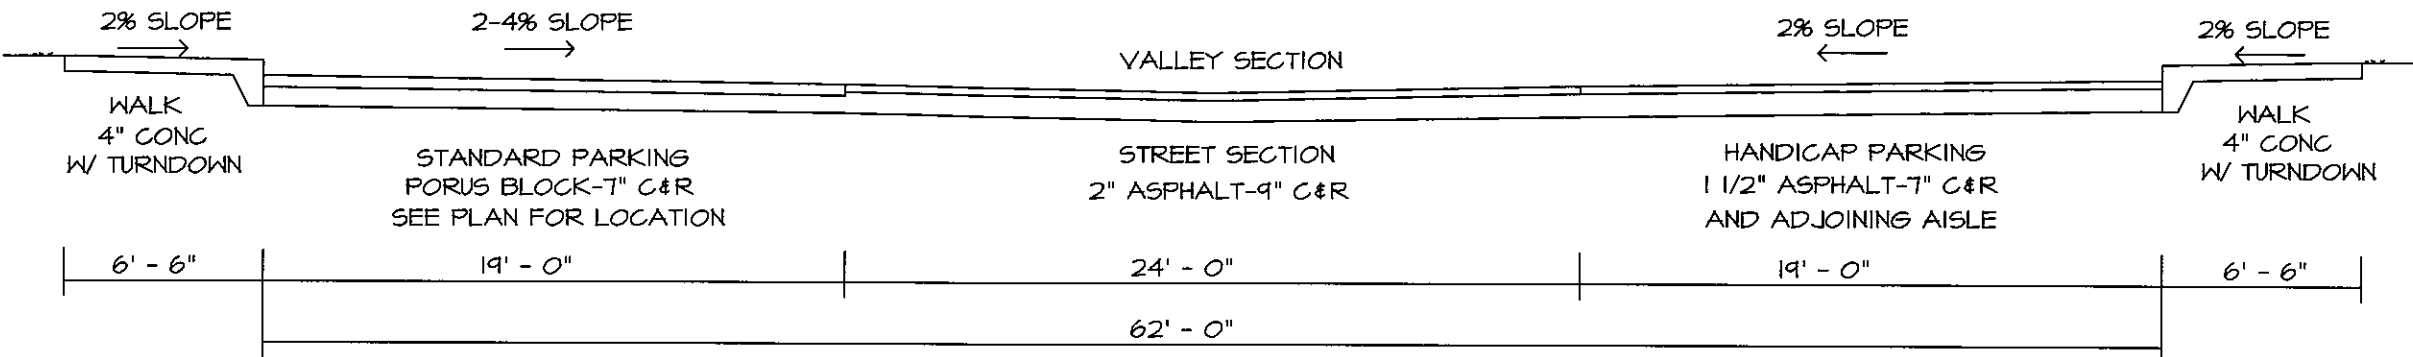 2% SLOPE
2-4% SLOPE
VALLEY SECTION
2% SLOPE
2% SLOPE
WALK
4" CONC
W/ TURNDOWN
STANDARD PARKING
PORUS BLOCK-7" C&R
SEE PLAN FOR LOCATION
STREET SECTION
2" ASPHALT-9" C&R
HANDICAP PARKING
1 1/2" ASPHALT-7" C&R
AND ADJOINING AISLE
WALK
4" CONC
W/ TURNDOWN
6' - 6"
19' - 0"
24' - 0"
19' - 0"
6' - 6"
62' - 0"